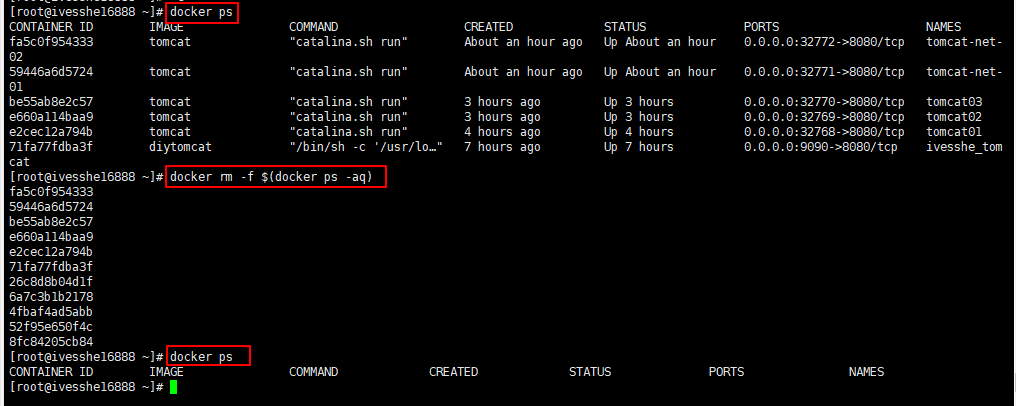 [root@ivesshe16888 ~]# docker ps
CONTAINER ID        IMAGE               COMMAND                  CREATED             STATUS              PORTS                     NAMES
fa5c0f954333        tomcat              "catalina.sh run"        About an hour ago   Up About an hour    0.0.0.0:32772->8080/tcp   tomcat-net-
02
59446a6d5724        tomcat              "catalina.sh run"        About an hour ago   Up About an hour    0.0.0.0:32771->8080/tcp   tomcat-net-
01
be55ab8e2c57        tomcat              "catalina.sh run"        3 hours ago         Up 3 hours          0.0.0.0:32770->8080/tcp   tomcat03
e660a114baa9        tomcat              "catalina.sh run"        3 hours ago         Up 3 hours          0.0.0.0:32769->8080/tcp   tomcat02
e2cec12a794b        tomcat              "catalina.sh run"        4 hours ago         Up 4 hours          0.0.0.0:32768->8080/tcp   tomcat01
71fa77fdba3f        diytomcat           "/bin/sh -c '/usr/lo…"   7 hours ago         Up 7 hours          0.0.0.0:9090->8080/tcp    ivesshe_tom
cat
[root@ivesshe16888 ~]# docker rm -f $(docker ps -aq)
fa5c0f954333
59446a6d5724
be55ab8e2c57
e660a114baa9
e2cec12a794b
71fa77fdba3f
26c8d8b04d1f
6a7c3b1b2178
4fbaf4ad5abb
52f95e650f4c
8fc84205cb84
[root@ivesshe16888 ~]# docker ps
CONTAINER ID        IMAGE               COMMAND             CREATED             STATUS              PORTS               NAMES
[root@ivesshe16888 ~]#